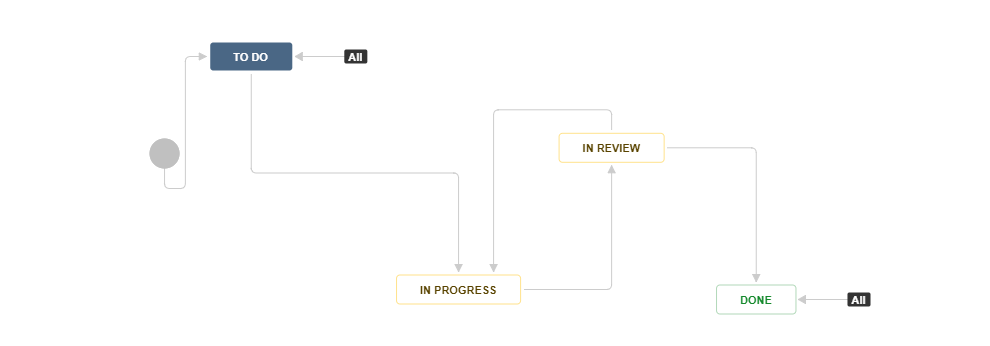 TO DO
All
IN REVIEW
IN PROGRESS
DONE
All